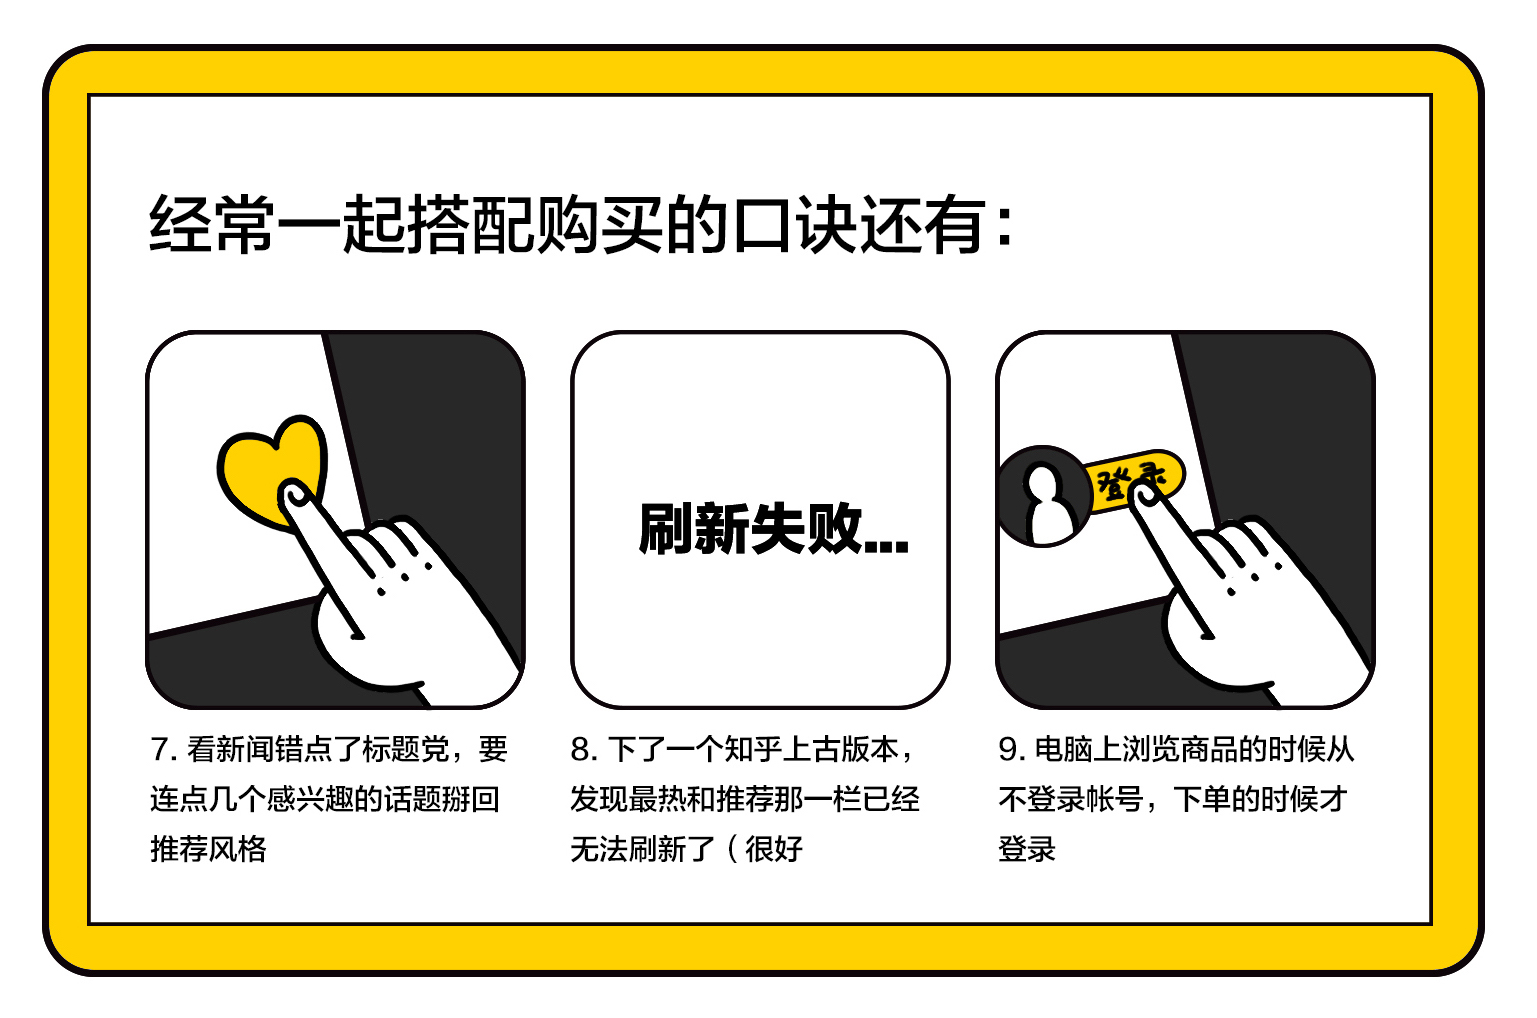 经常一起搭配购买的口诀还有：
登录
刷新失败...
7. 看新闻错点了标题党，要
连点几个感兴趣的话题掰回
推荐风格
8. 下了一个知乎上古版本，
发现最热和推荐那一栏已经
无法刷新了（很好
9. 电脑上浏览商品的时候从
不登录帐号，下单的时候才
登录